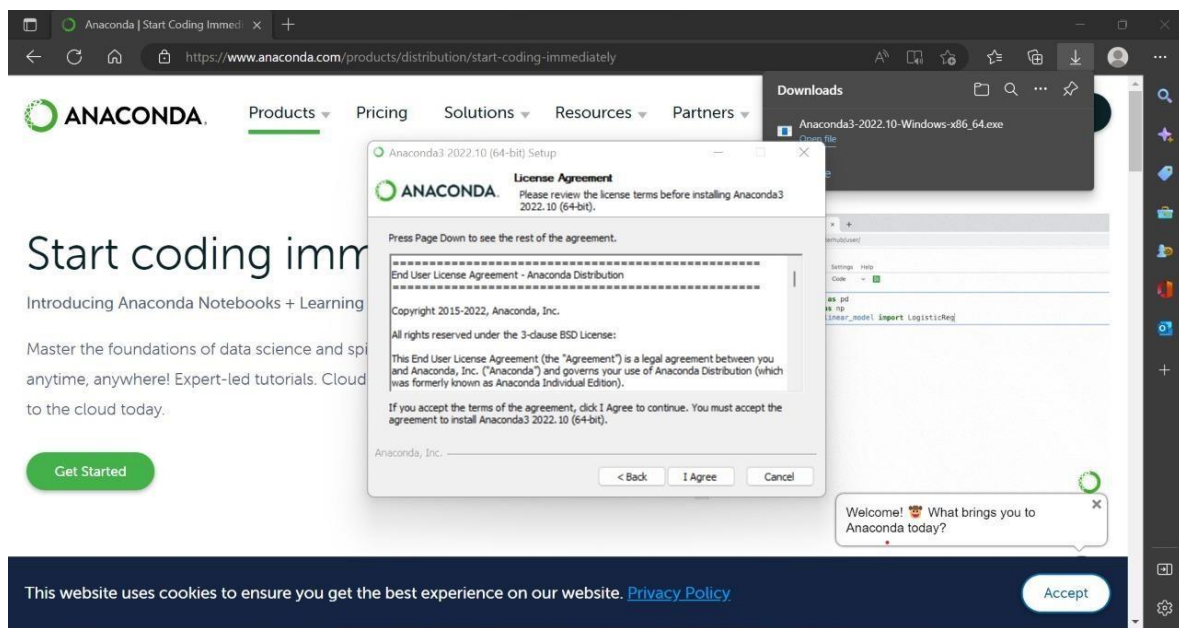 Anaconda | Start Coding Immedi
https://www.anaconda.com/products/distribution/start-coding-immediately
ANACONDA.
Products
Pricing
Solutions
Resources
Partners
Downloads
Anaconda3-2022.10-Windows-x86_64.exe
Open file
Anaconda3 2022.10 (64-bit) Setup
ANACONDA.
License Agreement
Please review the license terms before installing Anaconda3
2022.10 (64-bit).
Press Page Down to see the rest of the agreement.
End User License Agreement - Anaconda Distribution
Copyright 2015-2022, Anaconda, Inc.
All rights reserved under the 3-clause BSD License:
This End User License Agreement (the "Agreement") is a legal agreement between you
and Anaconda, Inc. ("Anaconda") and governs your use of Anaconda Distribution (which
was formerly known as Anaconda Individual Edition).
If you accept the terms of the agreement, click I Agree to continue. You must accept the
agreement to install Anaconda3 2022.10 (64-bit).
Anaconda, Inc.
< Back
I Agree
Cancel
Start coding imm
Introducing Anaconda Notebooks + Learning
Master the foundations of data science and spi
anytime, anywhere! Expert-led tutorials. Cloud
to the cloud today.
Get Started
Settings Help
Code
as pd
as np
linear_model import LogisticReg
Welcome! What brings you to
Anaconda today?
This website uses cookies to ensure you get the best experience on our website. Privacy Policy
Accept